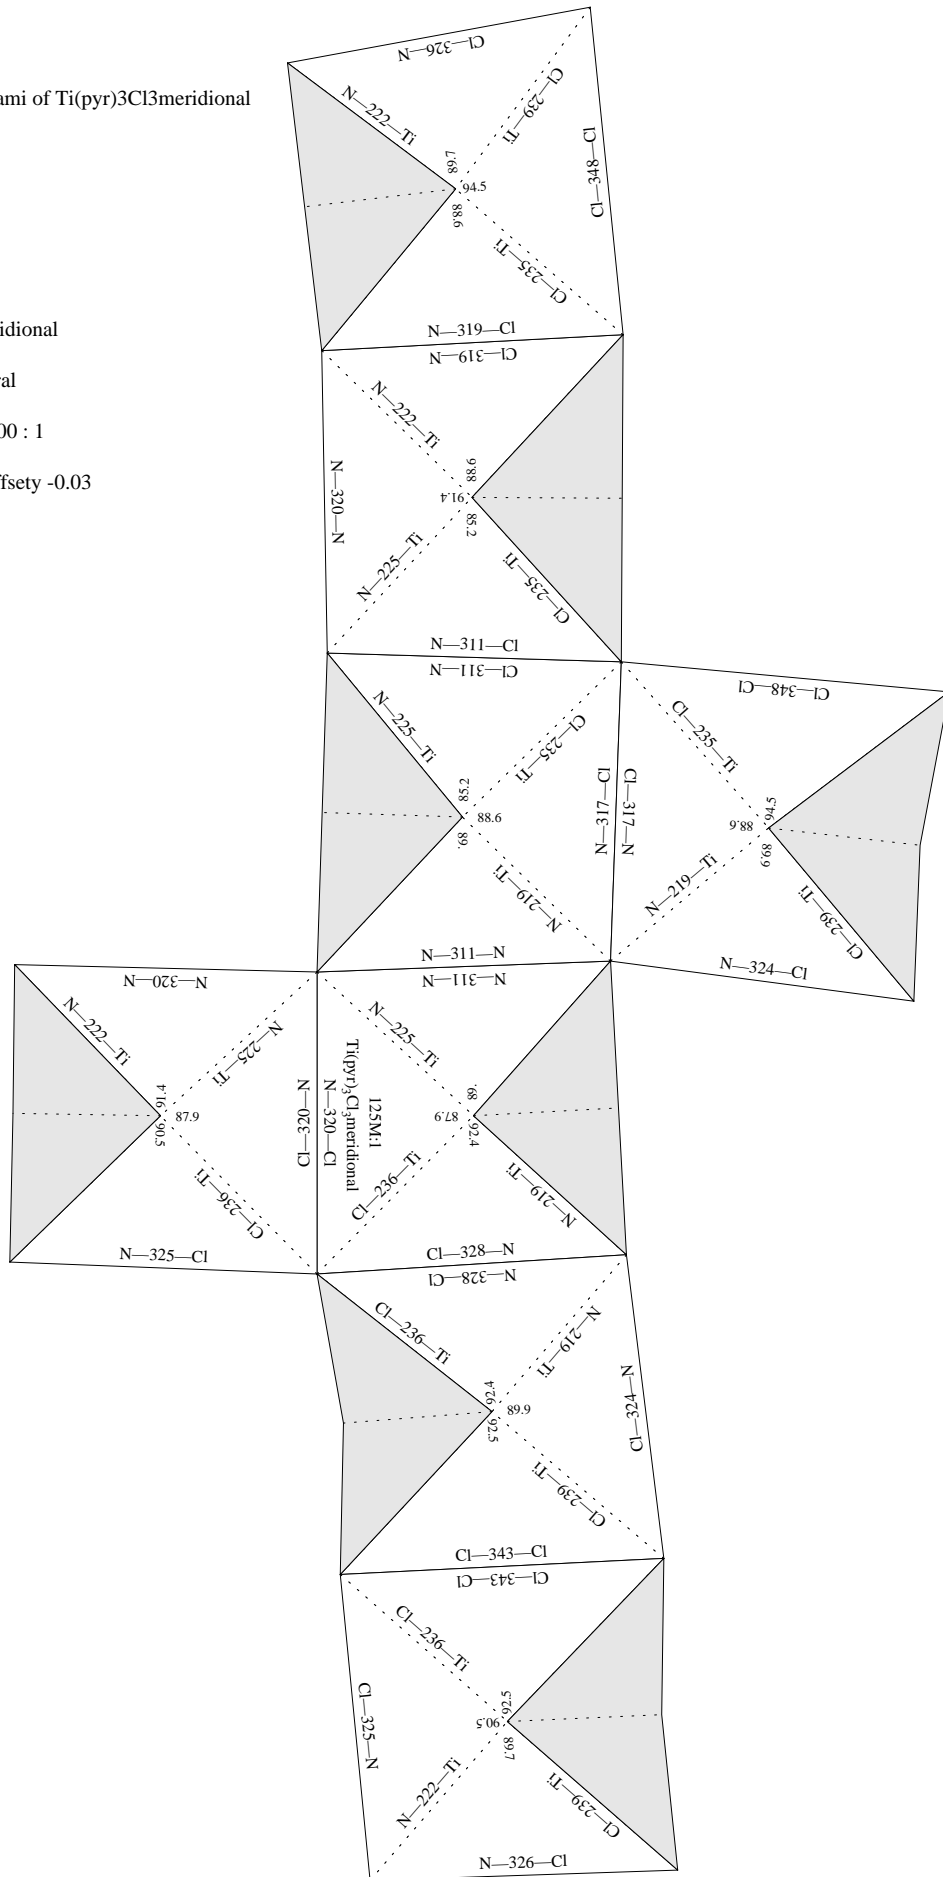 Cl—326—N
ami of Ti(pyr)3Cl3meridional
N—222—Ti
Cl—239—Ti
Cl—348—Cl
89.7
94.5
88.6
Cl—235—Ti
idional
N—319—Cl
Cl—319—N
ral
N—222—Ti
00 : 1
88.6
ffsety -0.03
N—320—N
91.4
85.2
N—225—Ti
Cl—235—Ti
N—311—Cl
Cl—311—N
Cl—348—Cl
N—225—Ti
Cl—235—Ti
Cl—235—Ti
85.2
88.6
89.
N—317—Cl
Cl—317—N
94.5
88.6
89.9
N—219—Ti
N—219—Ti
Cl—239—Ti
N—311—N
N—311—N
N—324—Cl
N—320—N
N—222—Ti
N—225—Ti
N—225—Ti
91.4
87.9
90.5
Cl—320—N
N—320—Cl
Ti(pyr)3Cl3meridional
125M:1
89.
87.9
92.4
Cl—236—Ti
Cl—236—Ti
N—219—Ti
N—325—Cl
Cl—328—N
N—328—Cl
Cl—236—Ti
N—219—Ti
92.4
89.9
92.5
Cl—324—N
Cl—239—Ti
Cl—343—Cl
Cl—343—Cl
Cl—236—Ti
Cl—325—N
92.5
90.5
89.7
N—222—Ti
Cl—239—Ti
N—326—Cl